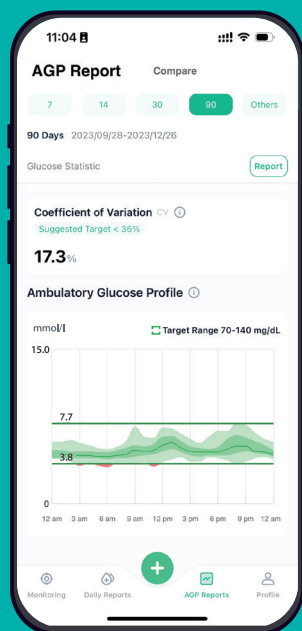 11:04
AGP Report Compare
7 14 30 90 Others
90 Days 2023/09/28-2023/12/26
Glucose Statistic Report
Coefficient of Variation CV
Suggested Target < 36%
17.3%
Ambulatory Glucose Profile
mmol/l Target Range 70-140 mg/dL
15.0
7.7
3.8
0
12 am 3 am 6 am 9 am 12 pm 3 pm 6 pm 9 pm 12 am
Monitoring Daily Reports + AGP Reports Profile